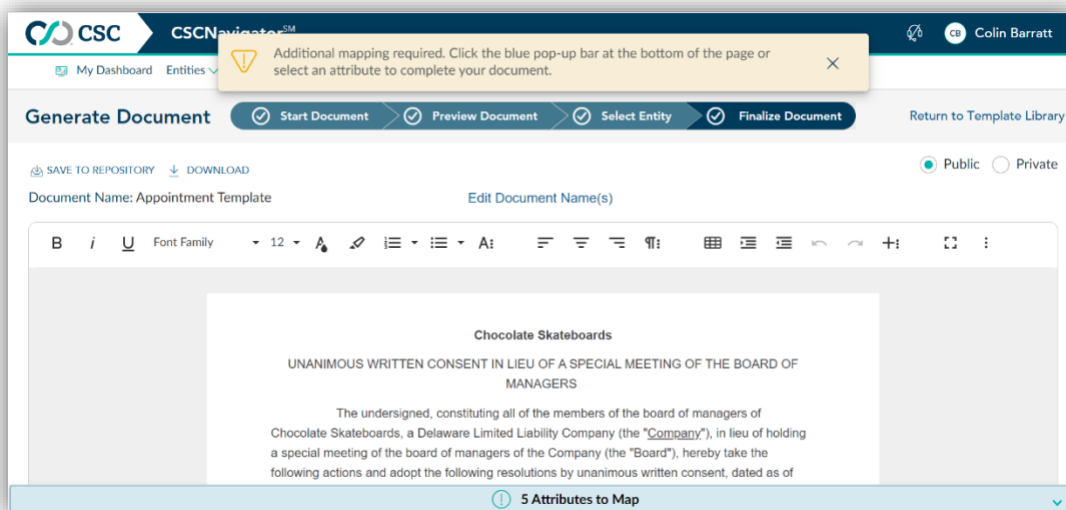 CSC
CSCNavigator℠
CB Colin Barratt
Additional mapping required. Click the blue pop-up bar at the bottom of the page or
select an attribute to complete your document.
My Dashboard Entities
Generate Document
Start Document Preview Document Select Entity Finalize Document
Return to Template Library
SAVE TO REPOSITORY DOWNLOAD
Public Private
Document Name: Appointment Template
Edit Document Name(s)
B i U Font Family 12
Chocolate Skateboards
UNANIMOUS WRITTEN CONSENT IN LIEU OF A SPECIAL MEETING OF THE BOARD OF
MANAGERS
The undersigned, constituting all of the members of the board of managers of
Chocolate Skateboards, a Delaware Limited Liability Company (the "Company"), in lieu of holding
a special meeting of the board of managers of the Company (the "Board"), hereby take the
following actions and adopt the following resolutions by unanimous written consent, dated as of
5 Attributes to Map